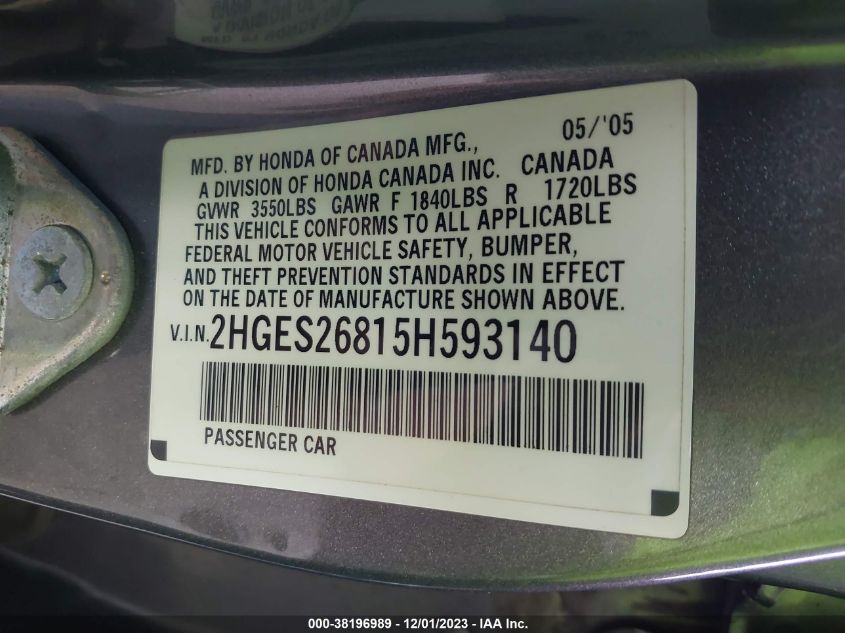 05/'05
MFD. BY HONDA OF CANADA MFG.,
A DIVISION OF HONDA CANADA INC. CANADA
GVWR 3550LBS GAWR F 1840LBS R 1720LBS
THIS VEHICLE CONFORMS TO ALL APPLICABLE
FEDERAL MOTOR VEHICLE SAFETY, BUMPER,
AND THEFT PREVENTION STANDARDS IN EFFECT
ON THE DATE OF MANUFACTURE SHOWN ABOVE.
V.I.N. 2HGES26815H593140
PASSENGER CAR
000-38196989 - 12/01/2023 - Copyright © IAA, Inc.